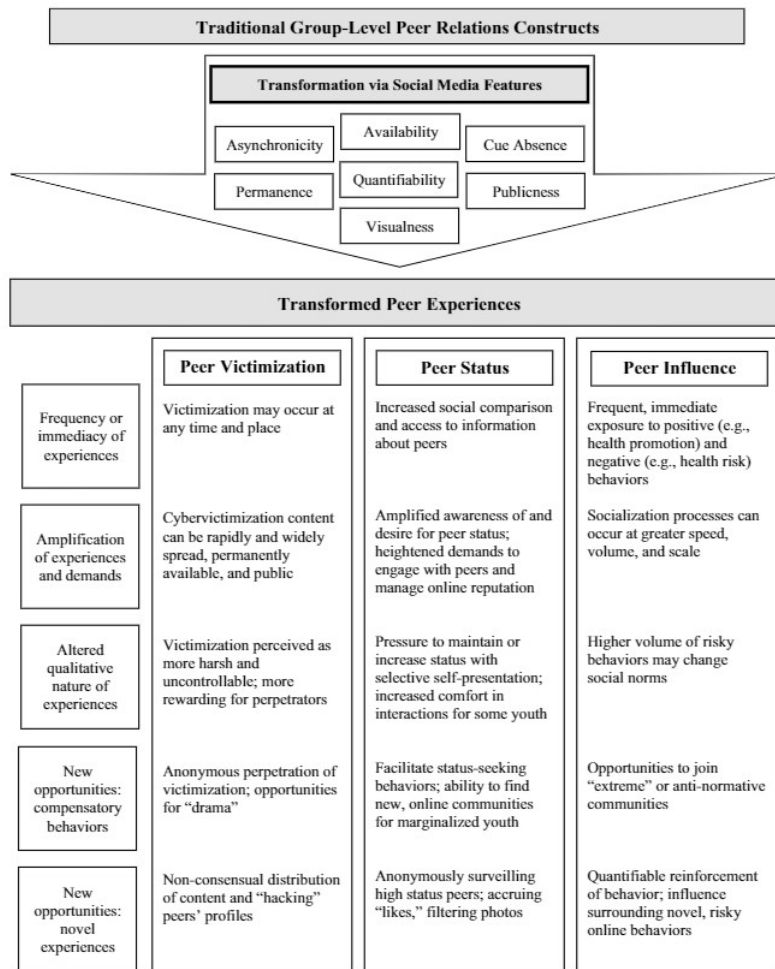 Traditional Group-Level Peer Relations Constructs
Transformation via Social Media Features
Asynchronicity
Availability
Cue Absence
Permanence
Quantifiability
Publicness
Visualness
Transformed Peer Experiences
Peer Victimization
Peer Status
Peer Influence
Frequency or
immediacy of
experiences
Victimization may occur at
any time and place
Increased social comparison
and access to information
about peers
Frequent, immediate
exposure to positive (e.g.,
health promotion) and
negative (e.g., health risk)
behaviors
Amplification
of experiences
and demands
Cybervictimization content
can be rapidly and widely
spread, permanently
available, and public
Amplified awareness of and
desire for peer status;
heightened demands to
engage with peers and
manage online reputation
Socialization processes can
occur at greater speed,
volume, and scale
Altered
qualitative
nature of
experiences
Victimization perceived as
more harsh and
uncontrollable; more
rewarding for perpetrators
Pressure to maintain or
increase status with
selective self-presentation;
increased comfort in
interactions for some youth
Higher volume of risky
behaviors may change
social norms
New
opportunities:
compensatory
behaviors
Anonymous perpetration of
victimization; opportunities
for “drama”
Facilitate status-seeking
behaviors; ability to find
new, online communities
for marginalized youth
Opportunities to join
“extreme” or anti-normative
communities
New
opportunities:
novel
experiences
Non-consensual distribution
of content and “hacking”
peers’ profiles
Anonymously surveilling
high status peers; accruing
“likes,” filtering photos
Quantifiable reinforcement
of behavior; influence
surrounding novel, risky
online behaviors